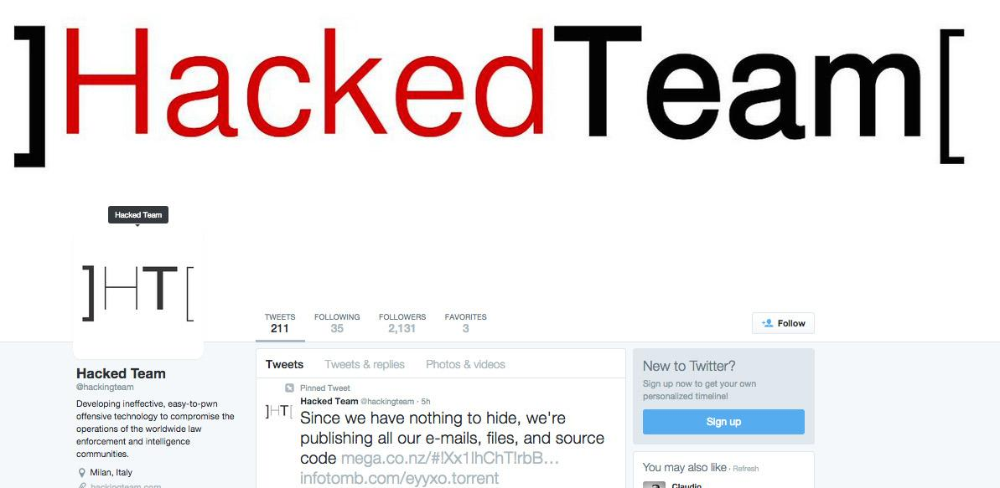 ]HackedTeam[
Hacked Team
]HT[
TWEETS
211
FOLLOWING
35
FOLLOWERS
2,131
FAVORITES
3
Follow
Hacked Team
@hackingteam
Developing ineffective, easy-to-pwn
offensive technology to compromise the
operations of the worldwide law
enforcement and intelligence
communities.
Milan, Italy
hackingteam.com
Tweets
Tweets & replies
Photos & videos
Pinned Tweet
]HT[
Hacked Team @hackingteam · 5h
Since we have nothing to hide, we're
publishing all our e-mails, files, and source
code mega.co.nz/#!Xx1lhChT!rbB…
infotomb.com/eyyxo.torrent
New to Twitter?
Sign up now to get your own
personalized timeline!
Sign up
You may also like · Refresh
Claudio